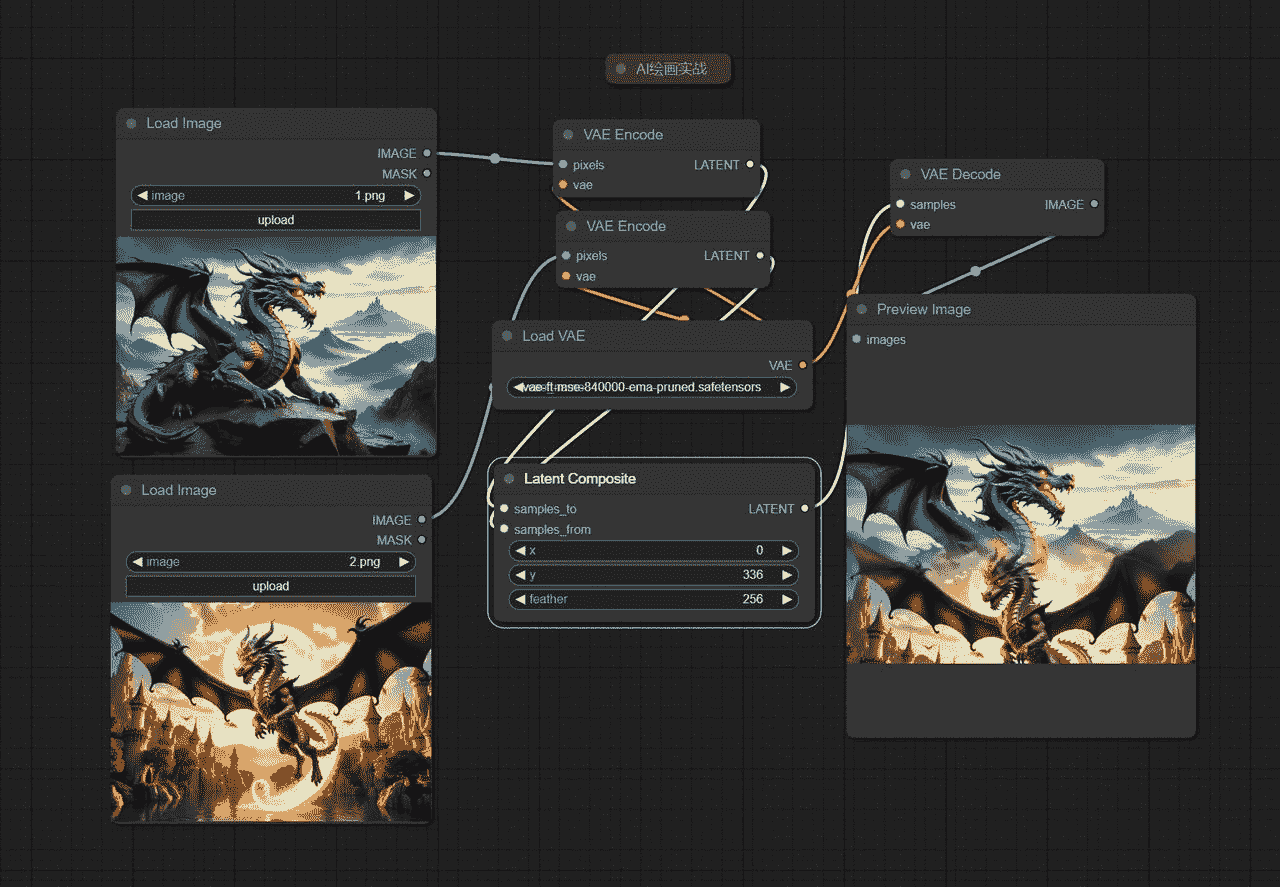 AI绘画实战
Load Image
IMAGE
MASK
image 1.png
upload
Load Image
IMAGE
MASK
image 2.png
upload
VAE Encode
pixels LATENT
vae
VAE Encode
pixels LATENT
vae
Load VAE
VAE
vae-ft-mse-840000-ema-pruned.safetensors
Latent Composite
samples_to LATENT
samples_from
x 0
y 336
feather 256
VAE Decode
samples IMAGE
vae
Preview Image
images